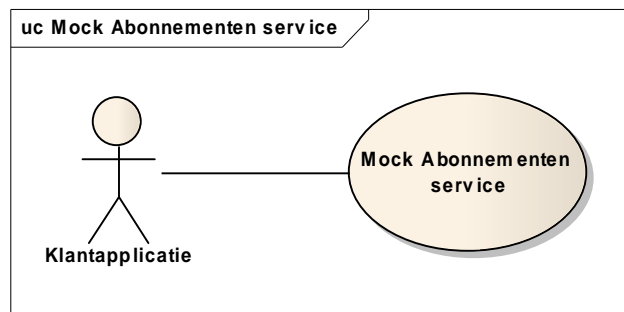 uc Mock Abonnementen service
Mock Abonnementen
service
Klantapplicatie